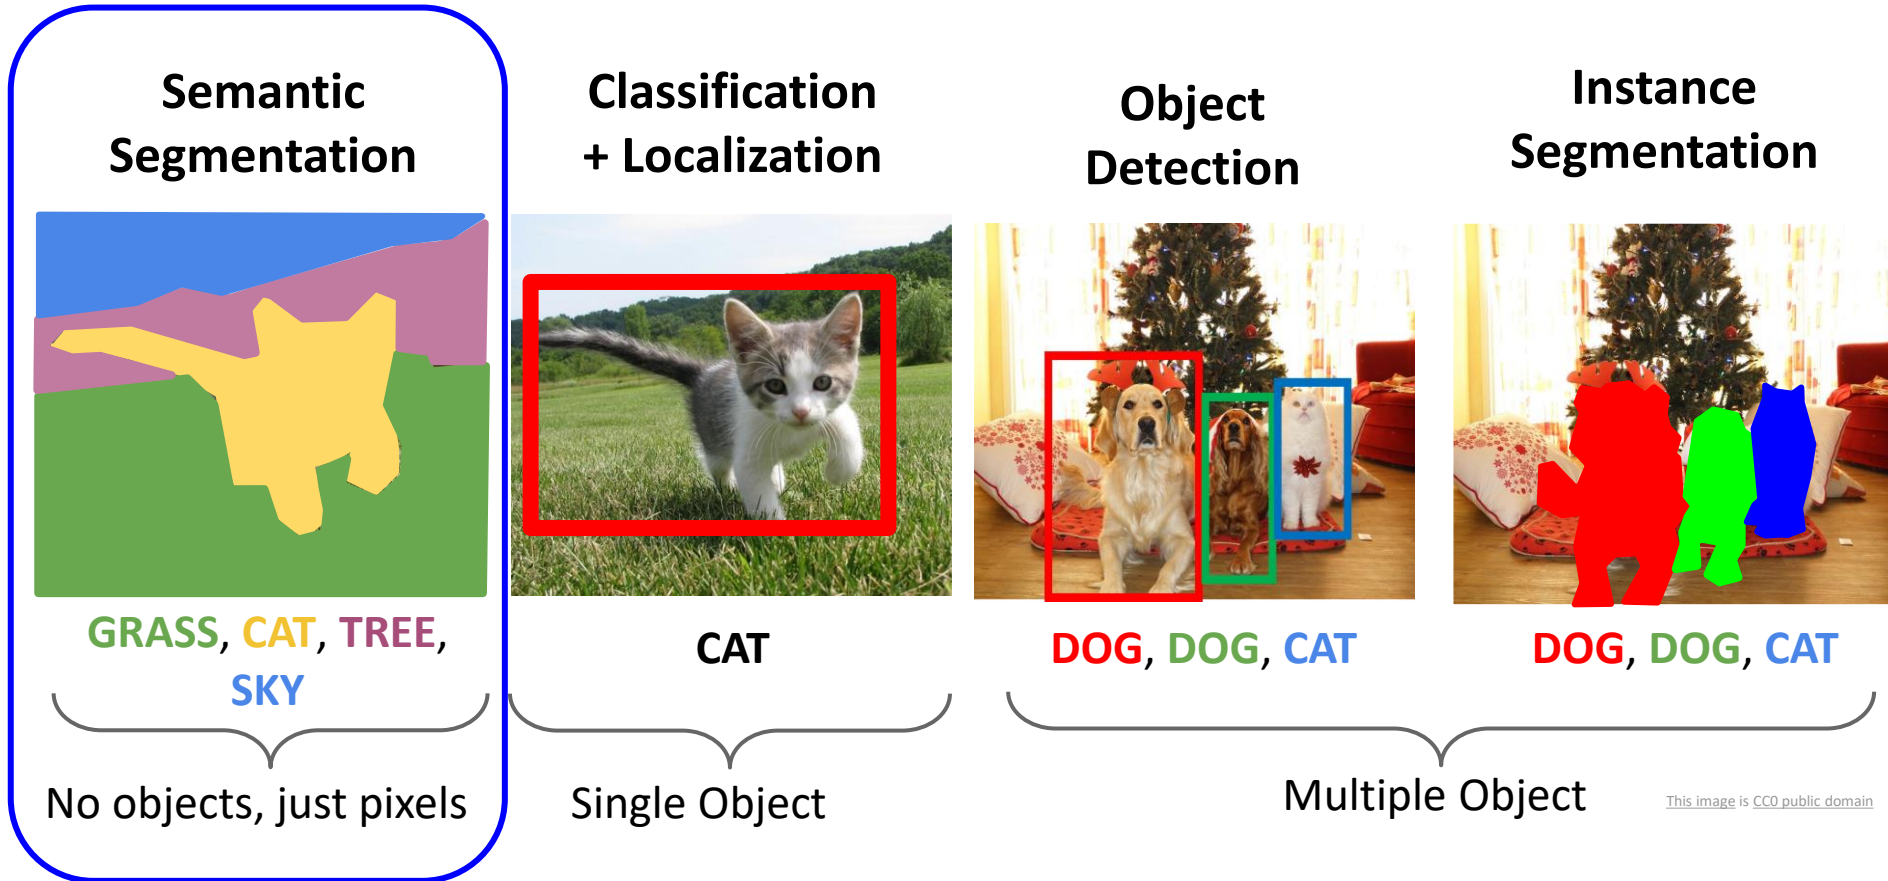 Semantic
Segmentation
Classification
+ Localization
Object
Detection
Instance
Segmentation
GRASS, CAT, TREE,
SKY
CAT
DOG, DOG, CAT
DOG, DOG, CAT
No objects, just pixels
Single Object
Multiple Object
This image is CC0 public domain